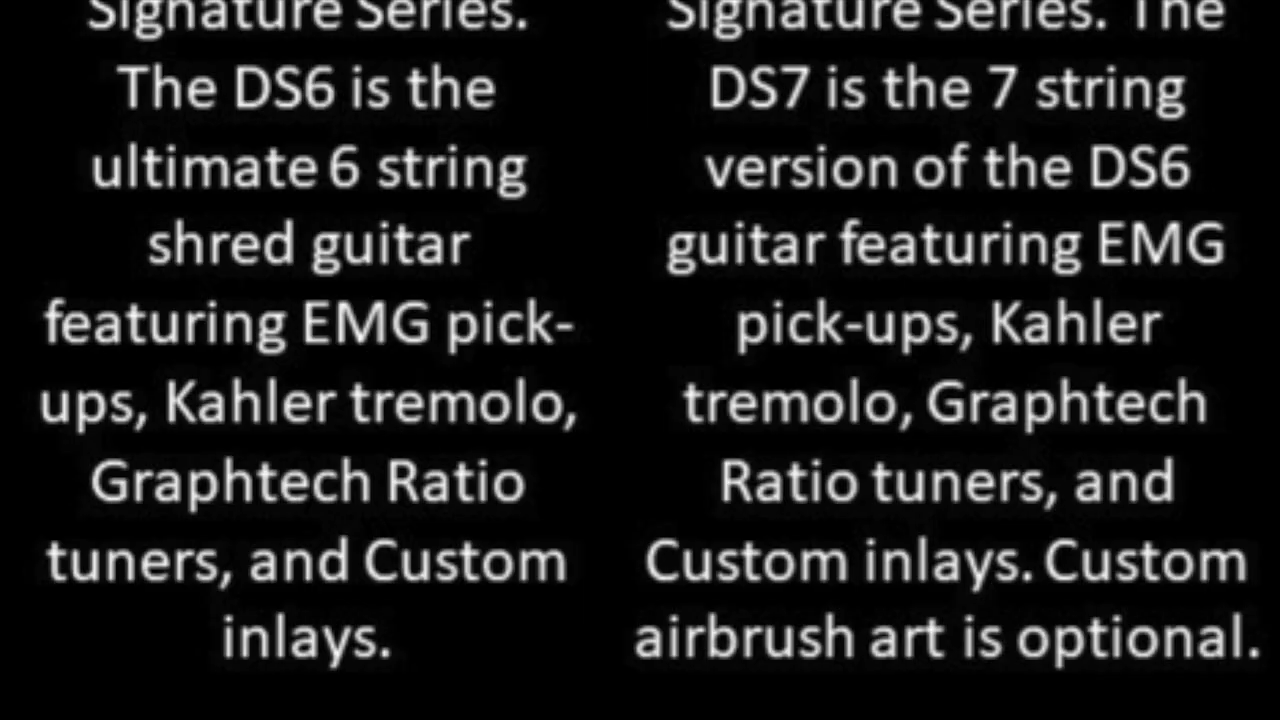 Signature Series.
The DS6 is the
ultimate 6 string
shred guitar
featuring EMG pick-
ups, Kahler tremolo,
Graphtech Ratio
tuners, and Custom
inlays.
Signature Series. The
DS7 is the 7 string
version of the DS6
guitar featuring EMG
pick-ups, Kahler
tremolo, Graphtech
Ratio tuners, and
Custom inlays. Custom
airbrush art is optional.